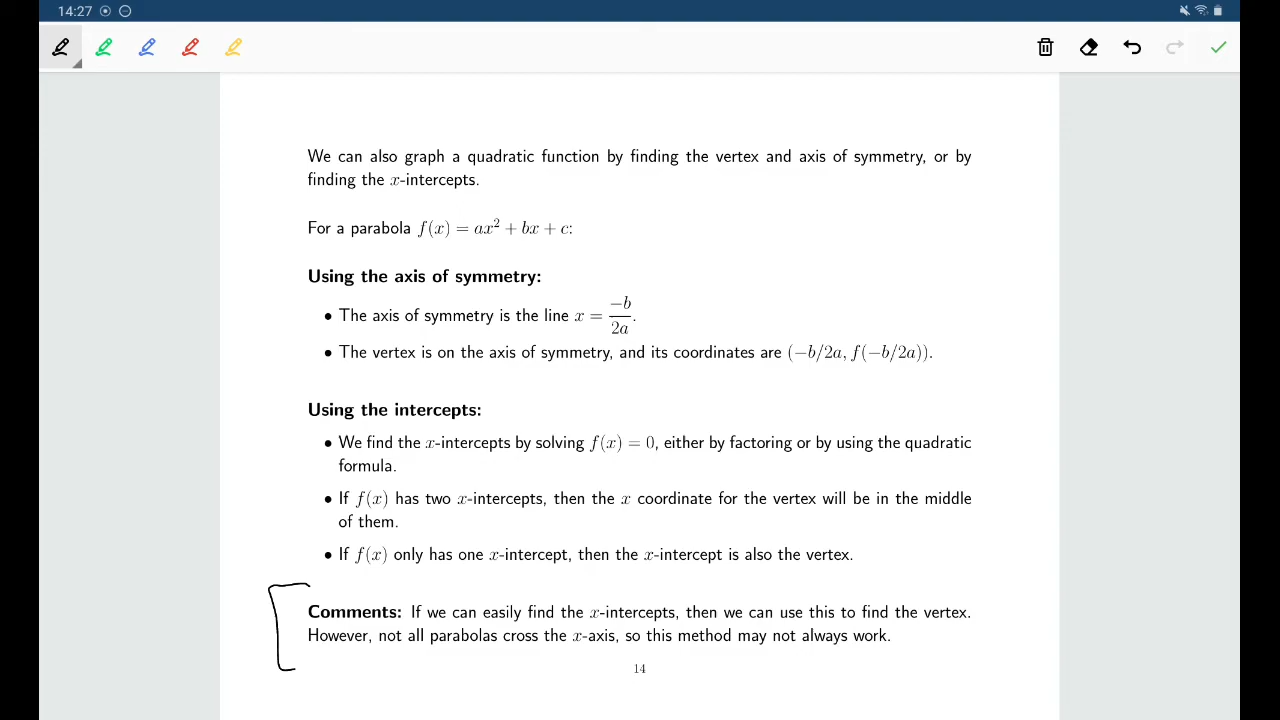 14:27
We can also graph a quadratic function by finding the vertex and axis of symmetry, or by
finding the x-intercepts.
For a parabola f(x) = ax² + bx + c:
Using the axis of symmetry:
• The axis of symmetry is the line x = −b/2a.
• The vertex is on the axis of symmetry, and its coordinates are (−b/2a, f(−b/2a)).
Using the intercepts:
• We find the x-intercepts by solving f(x) = 0, either by factoring or by using the quadratic
formula.
• If f(x) has two x-intercepts, then the x coordinate for the vertex will be in the middle
of them.
• If f(x) only has one x-intercept, then the x-intercept is also the vertex.
Comments: If we can easily find the x-intercepts, then we can use this to find the vertex.
However, not all parabolas cross the x-axis, so this method may not always work.
14